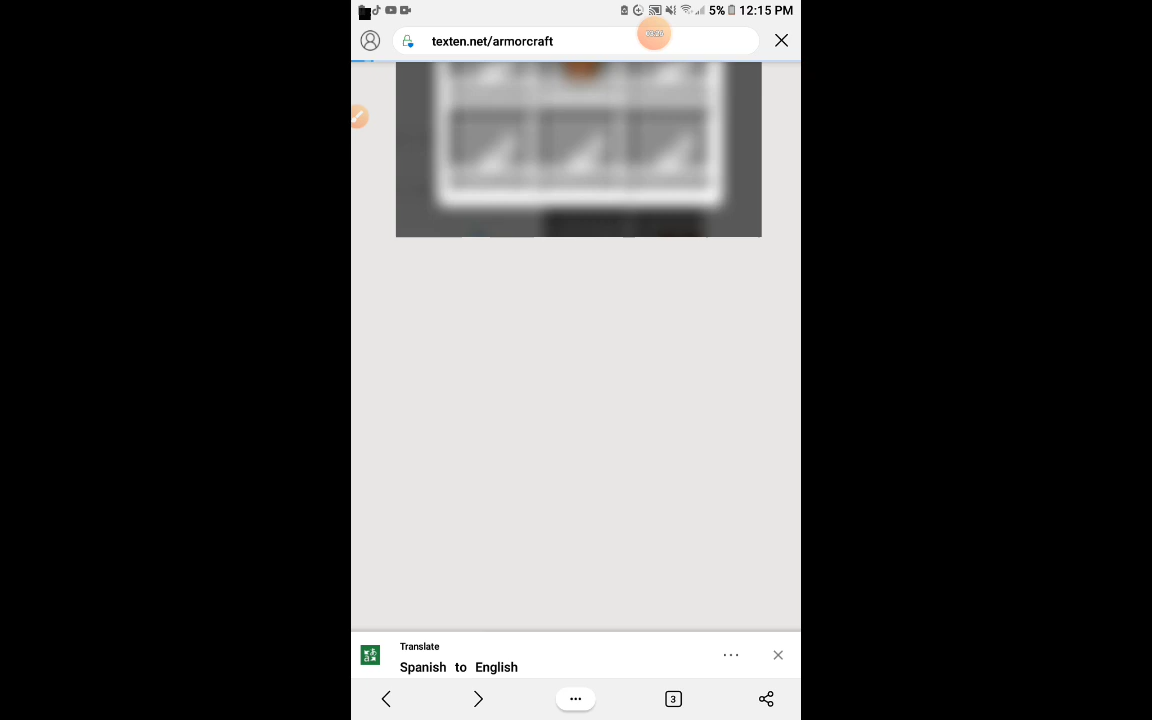 5% 12:15 PM
texten.net/armorcraft
Translate
Spanish to English
3